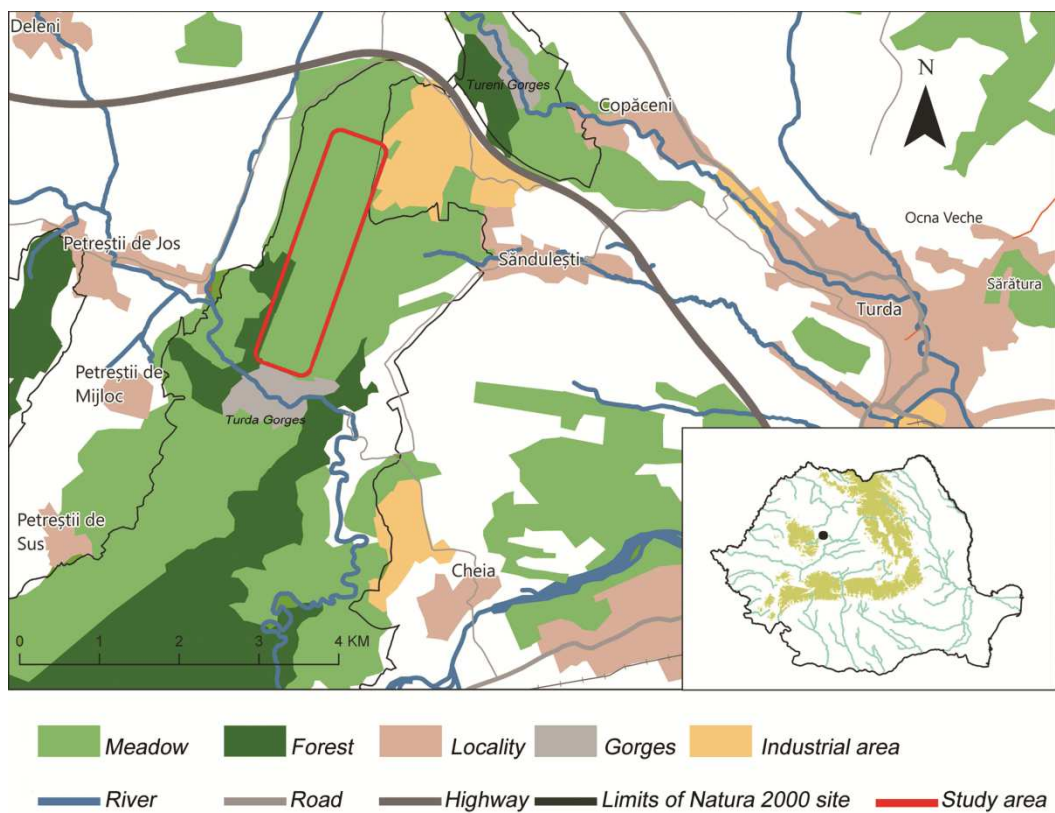 Deleni
Tureni Gorges
Copăceni
N
Ocna Veche
Petreștii de Jos
Săndulești
Sărătura
Turda
Petreștii de
Mijloc
Turda Gorges
Petreștii de
Sus
Cheia
0 1 2 3 4 KM
Meadow Forest Locality Gorges Industrial area
River Road Highway Limits of Natura 2000 site Study area